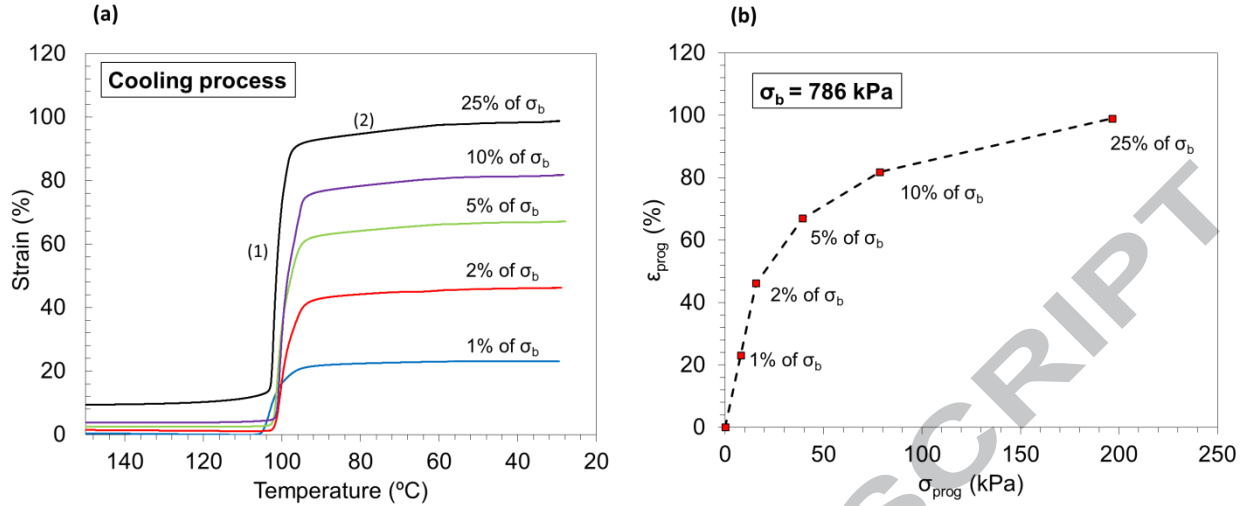 (a)
120
100
80
60
40
20
0
Strain (%)
Cooling process
25% of σb
(2)
10% of σb
5% of σb
(1)
2% of σb
1% of σb
140 120 100 80 60 40 20
Temperature (ºC)
(b)
120
100
80
60
40
20
0
εprog (%)
σb = 786 kPa
25% of σb
10% of σb
5% of σb
2% of σb
1% of σb
0 50 100 150 200 250
σprog (kPa)
SCRIPT